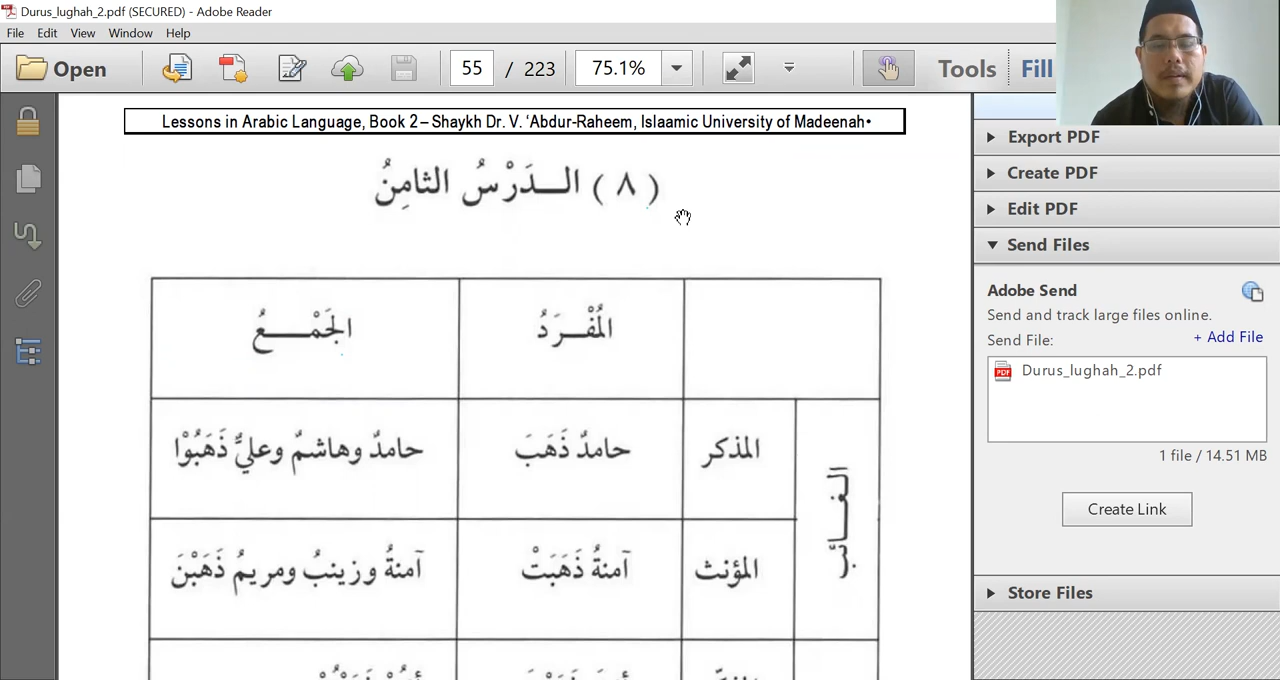 Durus_lughah_2.pdf (SECURED) - Adobe Reader
File Edit View Window Help
Open 55 / 223 75.1% Tools Fill
Lessons in Arabic Language, Book 2 – Shaykh Dr. V. ‘Abdur-Raheem, Islaamic University of Madeenah•
(٨) الـــدَرْسُ الثامِنُ
المُفْـــرَدُ الجَمْـــــعُ
الغـــائب
المذكر حامدٌ ذَهَبَ حامدٌ وهاشمٌ وعليٌّ ذَهَبُوْا
المؤنث آمنةُ ذَهَبَتْ آمنةُ وزينبُ ومريمُ ذَهَبْنَ
Export PDF
Create PDF
Edit PDF
Send Files
Adobe Send
Send and track large files online.
Send File:
+ Add File
Durus_lughah_2.pdf
1 file / 14.51 MB
Create Link
Store Files